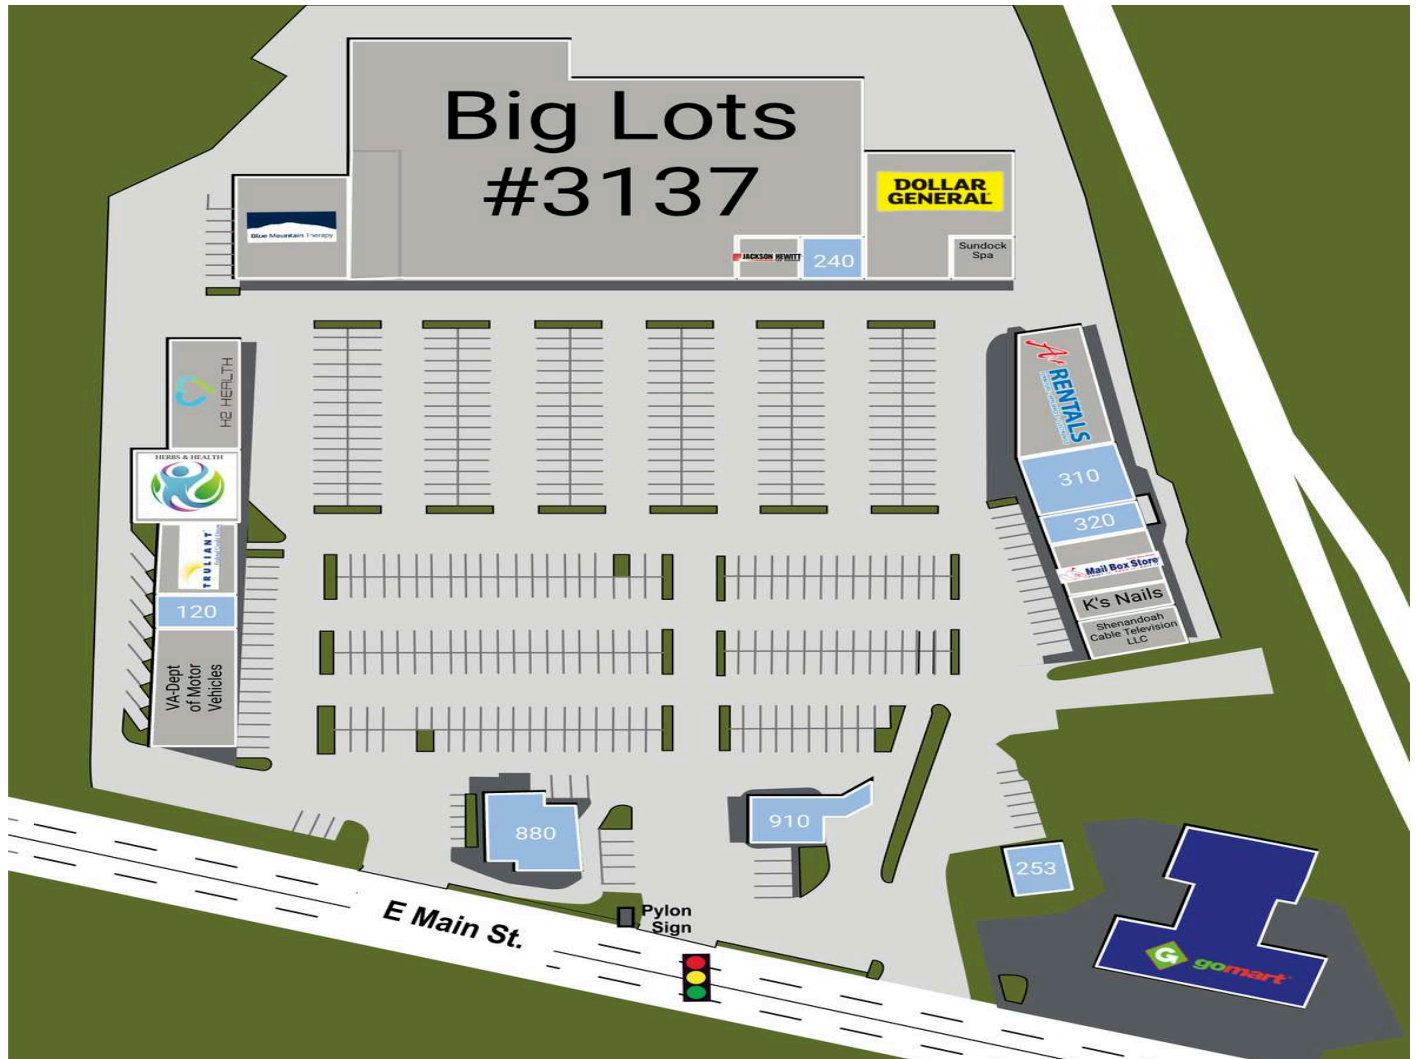 Big Lots
#3137
DOLLAR
GENERAL
Blue Mountain Therapy
JACKSON HEWITT
240
Sundock
Spa
H2 HEALTH
A+
RENTALS
HERBS & HEALTH
310
320
TRULIANT
Mail Box Store
120
K's Nails
Shenandoah
Cable Television
LLC
VA-Dept
of Motor
Vehicles
880
910
253
E Main St.
Pylon
Sign
G
gomart